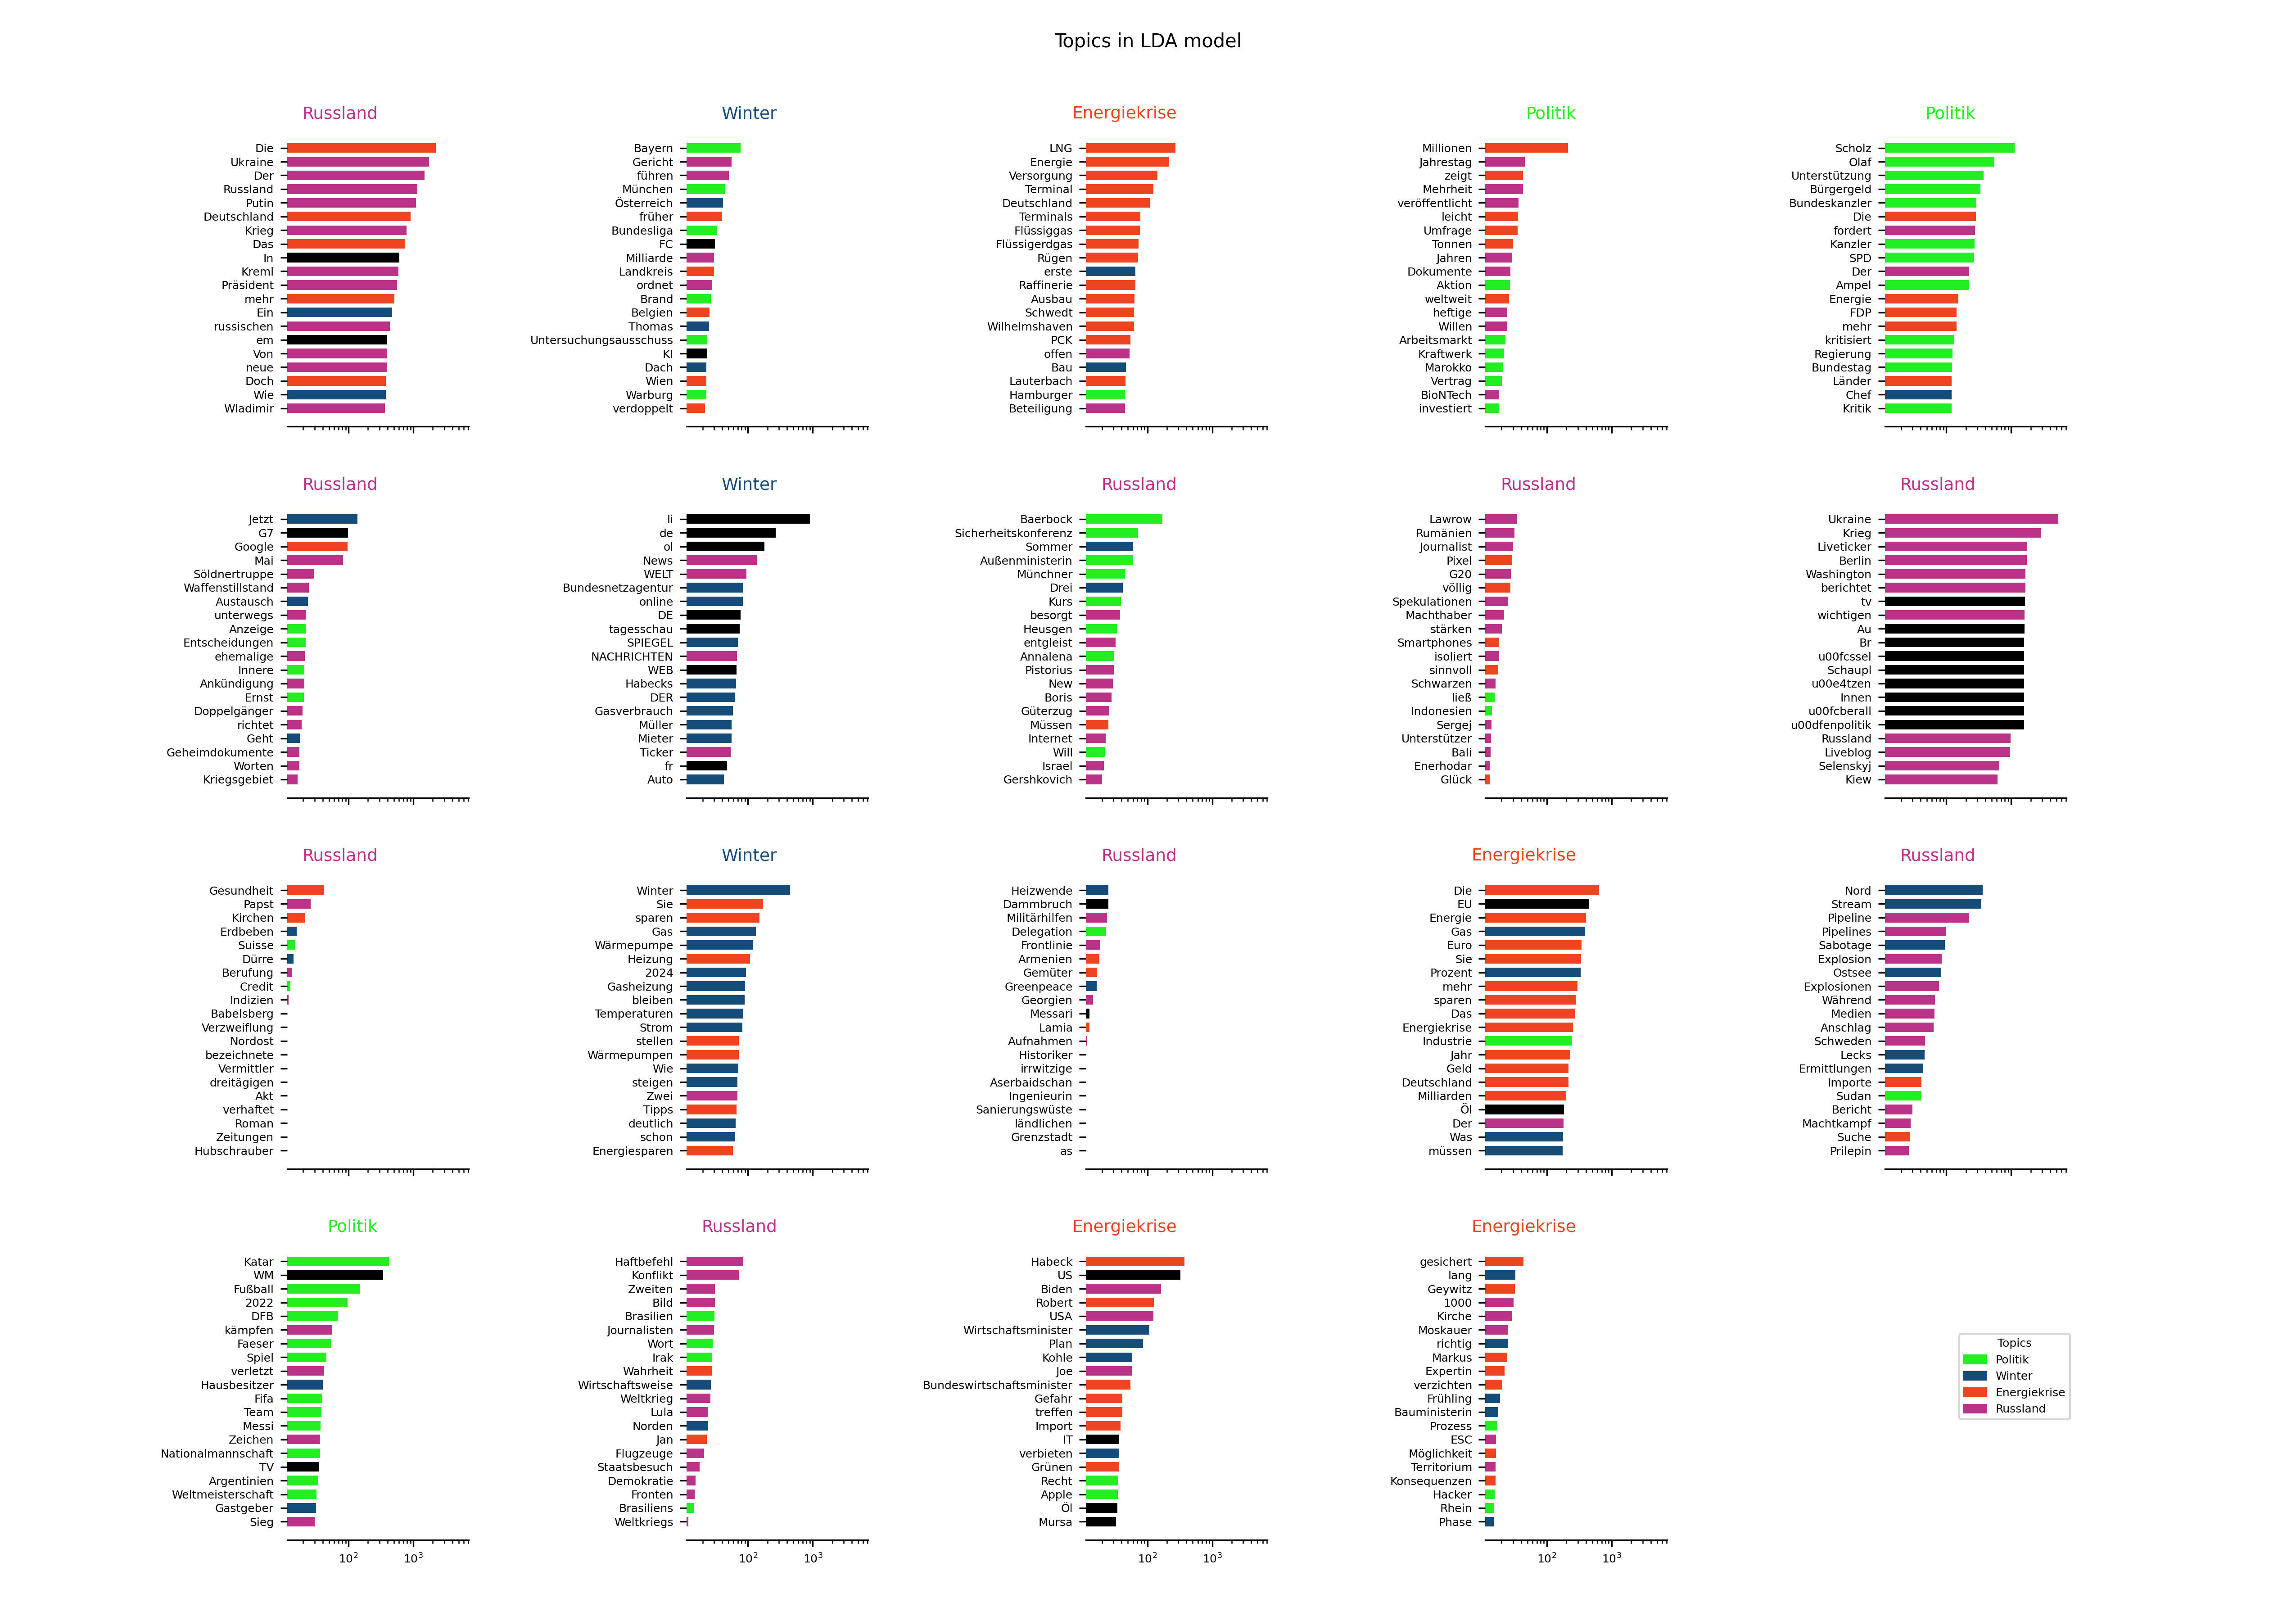 Topics in LDA model
Russland
Die
Ukraine
Der
Russland
Putin
Deutschland
Krieg
Das
In
Kreml
Präsident
mehr
Ein
russischen
em
Von
neue
Doch
Wie
Wladimir
Winter
Bayern
Gericht
führen
München
Österreich
früher
Bundesliga
FC
Milliarde
Landkreis
ordnet
Brand
Belgien
Thomas
Untersuchungsausschuss
KI
Dach
Wien
Warburg
verdoppelt
Energiekrise
LNG
Energie
Versorgung
Terminal
Deutschland
Terminals
Flüssiggas
Flüssigerdgas
Rügen
erste
Raffinerie
Ausbau
Schwedt
Wilhelmshaven
PCK
offen
Bau
Lauterbach
Hamburger
Beteiligung
Politik
Millionen
Jahrestag
zeigt
Mehrheit
veröffentlicht
leicht
Umfrage
Tonnen
Jahren
Dokumente
Aktion
weltweit
heftige
Willen
Arbeitsmarkt
Kraftwerk
Marokko
Vertrag
BioNTech
investiert
Politik
Scholz
Olaf
Unterstützung
Bürgergeld
Bundeskanzler
Die
fordert
Kanzler
SPD
Der
Ampel
Energie
FDP
mehr
kritisiert
Regierung
Bundestag
Länder
Chef
Kritik
Russland
Jetzt
G7
Google
Mai
Söldnertruppe
Waffenstillstand
Austausch
unterwegs
Anzeige
Entscheidungen
ehemalige
Innere
Ankündigung
Ernst
Doppelgänger
richtet
Geht
Geheimdokumente
Worten
Kriegsgebiet
Winter
li
de
ol
News
WELT
Bundesnetzagentur
online
DE
tagesschau
SPIEGEL
NACHRICHTEN
WEB
Habecks
DER
Gasverbrauch
Müller
Mieter
Ticker
fr
Auto
Russland
Baerbock
Sicherheitskonferenz
Sommer
Außenministerin
Münchner
Drei
Kurs
besorgt
Heusgen
entgleist
Annalena
Pistorius
New
Boris
Güterzug
Müssen
Internet
Will
Israel
Gershkovich
Russland
Lawrow
Rumänien
Journalist
Pixel
G20
völlig
Spekulationen
Machthaber
stärken
Smartphones
isoliert
sinnvoll
Schwarzen
ließ
Indonesien
Sergej
Unterstützer
Bali
Enerhodar
Glück
Russland
Ukraine
Krieg
Liveticker
Berlin
Washington
berichtet
tv
wichtigen
Au
Br
u00fcssel
Schaupl
u00e4tzen
Innen
u00fcberall
u00dfenpolitik
Russland
Liveblog
Selenskyj
Kiew
Russland
Gesundheit
Papst
Kirchen
Erdbeben
Suisse
Dürre
Berufung
Credit
Indizien
Babelsberg
Verzweiflung
Nordost
bezeichnete
Vermittler
dreitägigen
Akt
verhaftet
Roman
Zeitungen
Hubschrauber
Winter
Winter
Sie
sparen
Gas
Wärmepumpe
Heizung
2024
Gasheizung
bleiben
Temperaturen
Strom
stellen
Wärmepumpen
Wie
steigen
Zwei
Tipps
deutlich
schon
Energiesparen
Russland
Heizwende
Dammbruch
Militärhilfen
Delegation
Frontlinie
Armenien
Gemüter
Greenpeace
Georgien
Messari
Lamia
Aufnahmen
Historiker
irrwitzige
Aserbaidschan
Ingenieurin
Sanierungswüste
ländlichen
Grenzstadt
as
Energiekrise
Die
EU
Energie
Gas
Euro
Sie
Prozent
mehr
sparen
Das
Energiekrise
Industrie
Jahr
Geld
Deutschland
Milliarden
Öl
Der
Was
müssen
Russland
Nord
Stream
Pipeline
Pipelines
Sabotage
Explosion
Ostsee
Explosionen
Während
Medien
Anschlag
Schweden
Lecks
Ermittlungen
Importe
Sudan
Bericht
Machtkampf
Suche
Prilepin
Politik
Katar
WM
Fußball
2022
DFB
kämpfen
Faeser
Spiel
verletzt
Hausbesitzer
Fifa
Team
Messi
Zeichen
Nationalmannschaft
TV
Argentinien
Weltmeisterschaft
Gastgeber
Sieg
10² 10³
Russland
Haftbefehl
Konflikt
Zweiten
Bild
Brasilien
Journalisten
Wort
Irak
Wahrheit
Wirtschaftsweise
Weltkrieg
Lula
Norden
Jan
Flugzeuge
Staatsbesuch
Demokratie
Fronten
Brasiliens
Weltkriegs
10² 10³
Energiekrise
Habeck
US
Biden
Robert
USA
Wirtschaftsminister
Plan
Kohle
Joe
Bundeswirtschaftsminister
Gefahr
treffen
Import
IT
verbieten
Grünen
Recht
Apple
Öl
Mursa
10² 10³
Energiekrise
gesichert
lang
Geywitz
1000
Kirche
Moskauer
richtig
Markus
Expertin
verzichten
Frühling
Bauministerin
Prozess
ESC
Möglichkeit
Territorium
Konsequenzen
Hacker
Rhein
Phase
10² 10³
Topics
Politik
Winter
Energiekrise
Russland